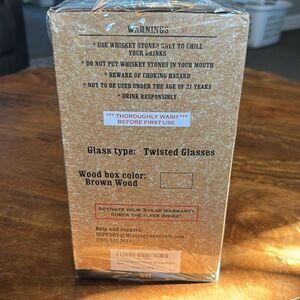 WARNINGS
* USE WHISKEY STONES ONLY TO CHILL
YOUR DRINKS
* DO NOT PUT WHISKEY STONES IN YOUR MOUTH
* BEWARE OF CHOKING HAZARD
* NOT TO BE USED UNDER THE AGE OF 21 YEARS
* DRINK RESPONSIBLY
*** THOROUGHLY WASH ***
BEFORE FIRST USE
Glass type: Twisted Glasses
Wood box color:
Brown Wood
ACTIVATE YOUR 3-YEAR WARRANTY
CHECK THE FLYER INSIDE!
Help and support: